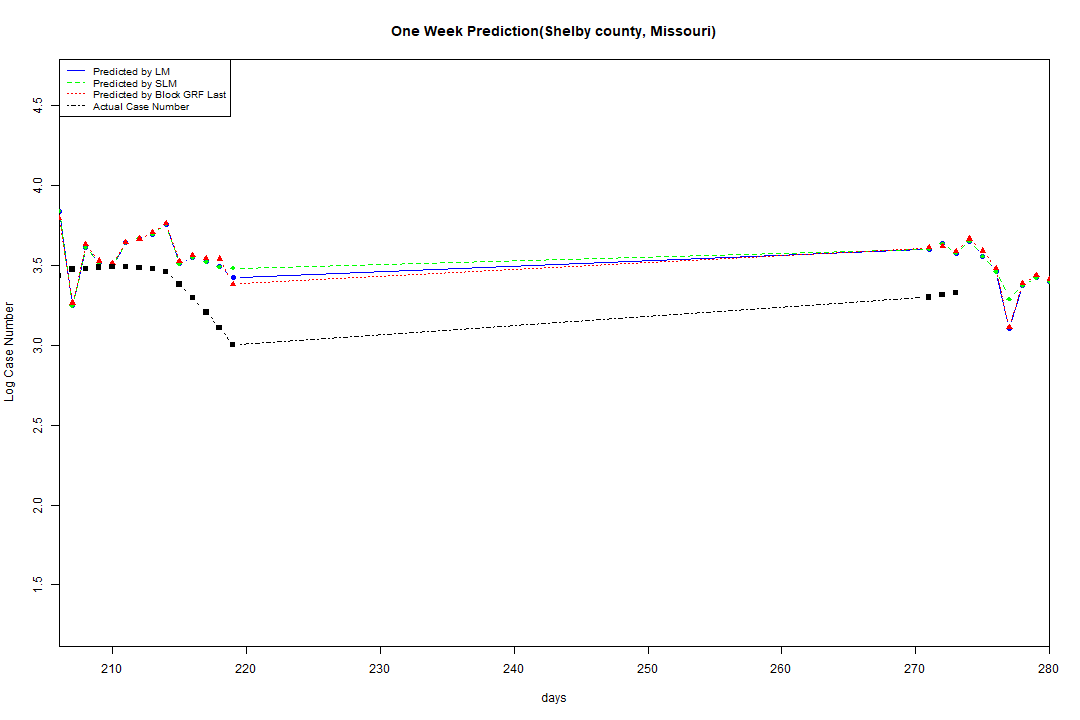 One Week Prediction(Shelby county, Missouri)
Predicted by LM
Predicted by SLM
Predicted by Block GRF Last
Actual Case Number
4.5
4.0
3.5
3.0
2.5
2.0
1.5
Log Case Number
210 220 230 240 250 260 270 280
days